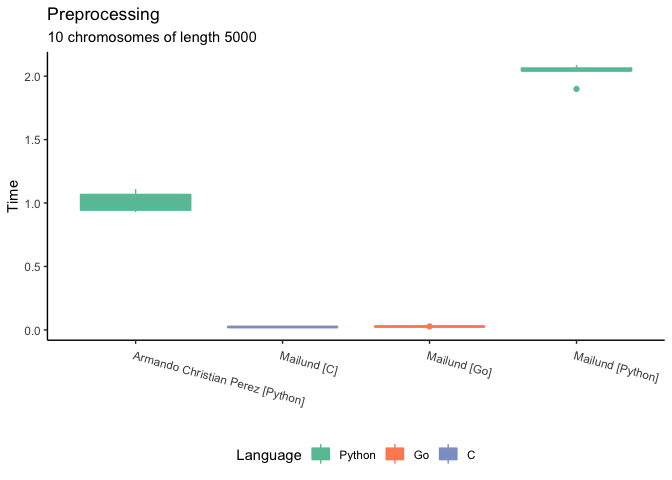 Preprocessing
10 chromosomes of length 5000
Time
2.0
1.5
1.0
0.5
0.0
Armando Christian Perez [Python]
Mailund [C]
Mailund [Go]
Mailund [Python]
Language Python Go C